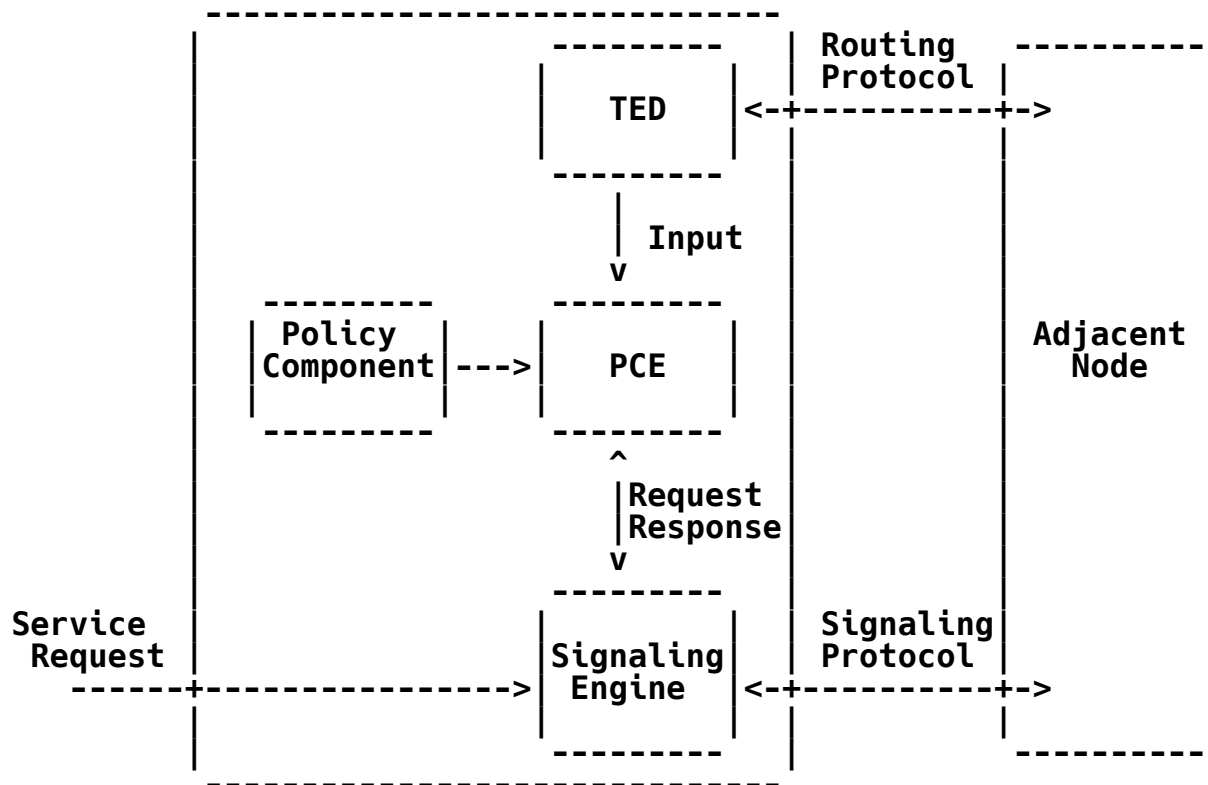 Routing
Protocol
TED
Input
Policy
Component
PCE
Adjacent
Node
Request
Response
Service
Request
Signaling
Engine
Signaling
Protocol